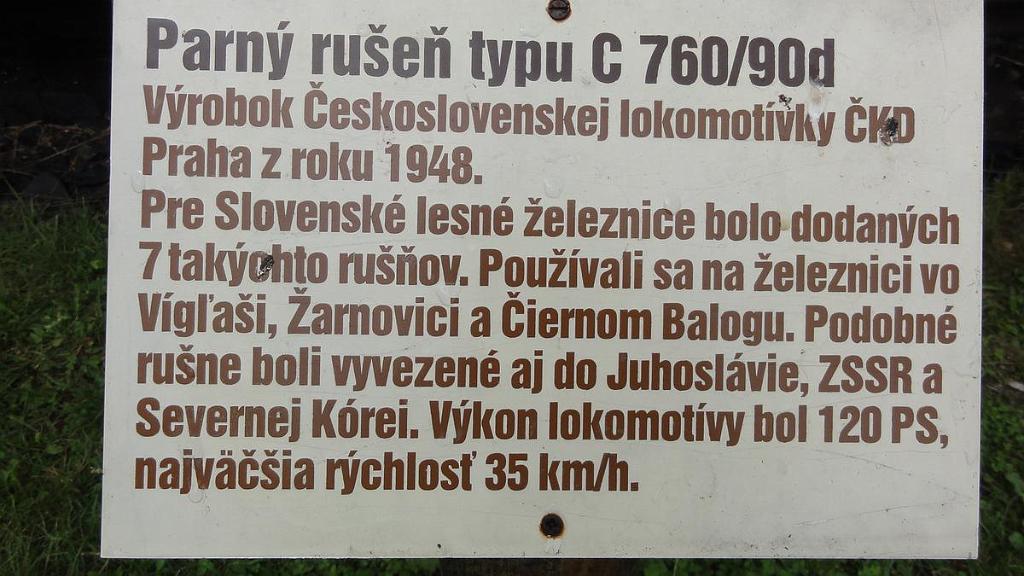 Parný rušeň typu C 760/90d
Výrobok Československej lokomotívky ČKD
Praha z roku 1948.
Pre Slovenské lesné železnice bolo dodaných
7 takýchto rušňov. Používali sa na železnici vo
Vígľaši, Žarnovici a Čiernom Balogu. Podobné
rušne boli vyvezené aj do Juhoslávie, ZSSR a
Severnej Kórei. Výkon lokomotívy bol 120 PS,
najväčšia rýchlosť 35 km/h.